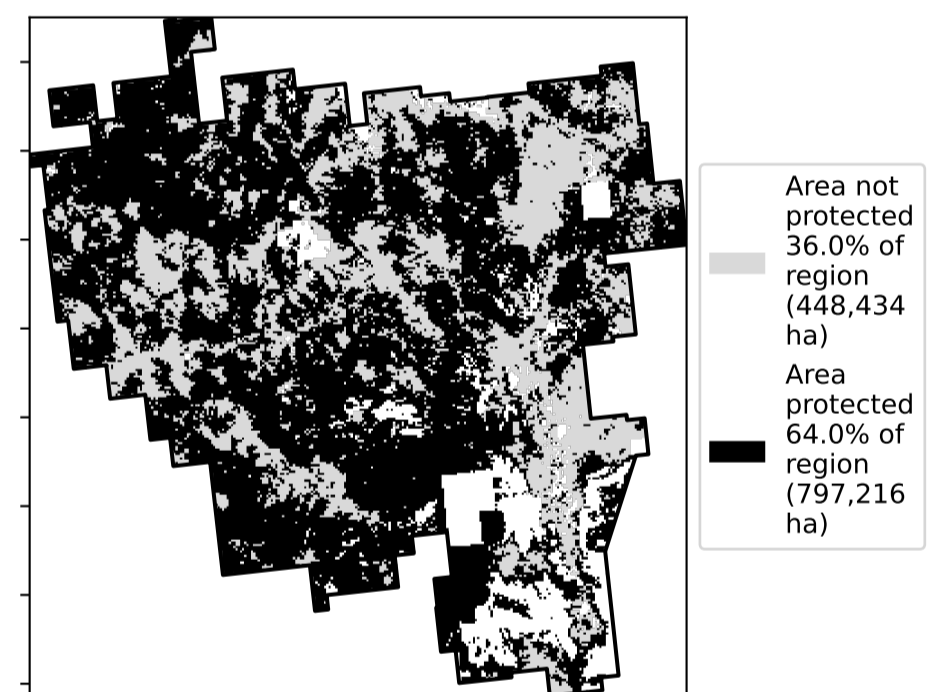 Area not
protected
36.0% of
region
(448,434
ha)
Area
protected
64.0% of
region
(797,216
ha)